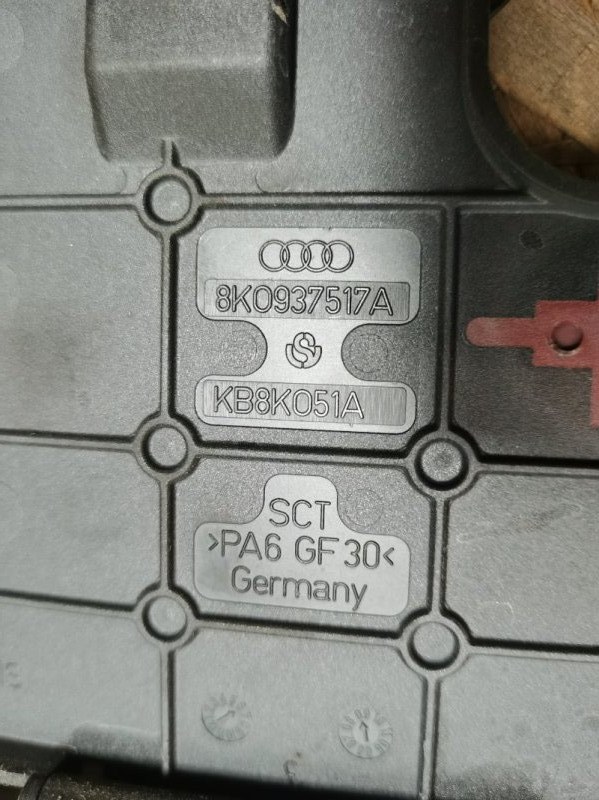 8K0937517A
KB8K051A
SCT
>PA6 GF30<
Germany